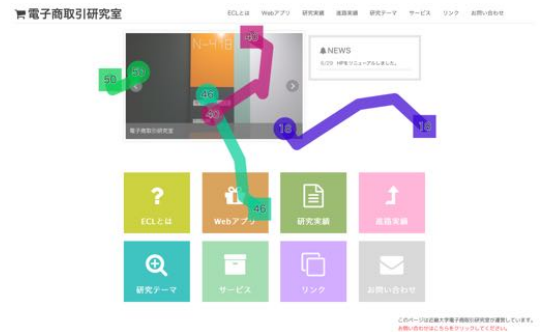 電子商取引研究室
ECLとは Webアプリ 研究実績 進路実績 研究テーマ サービス リンク お問い合わせ
N-418
40
NEWS
HPをリニューアルしました。
50
50
46
40
18
18
電子商取引研究室
46
ECLとは
Webアプリ
研究実績
進路実績
研究テーマ
サービス
リンク
お問い合わせ
このページは近畿大学電子商取引研究室が運営しています。
お問い合わせはこちらをクリックしてください。